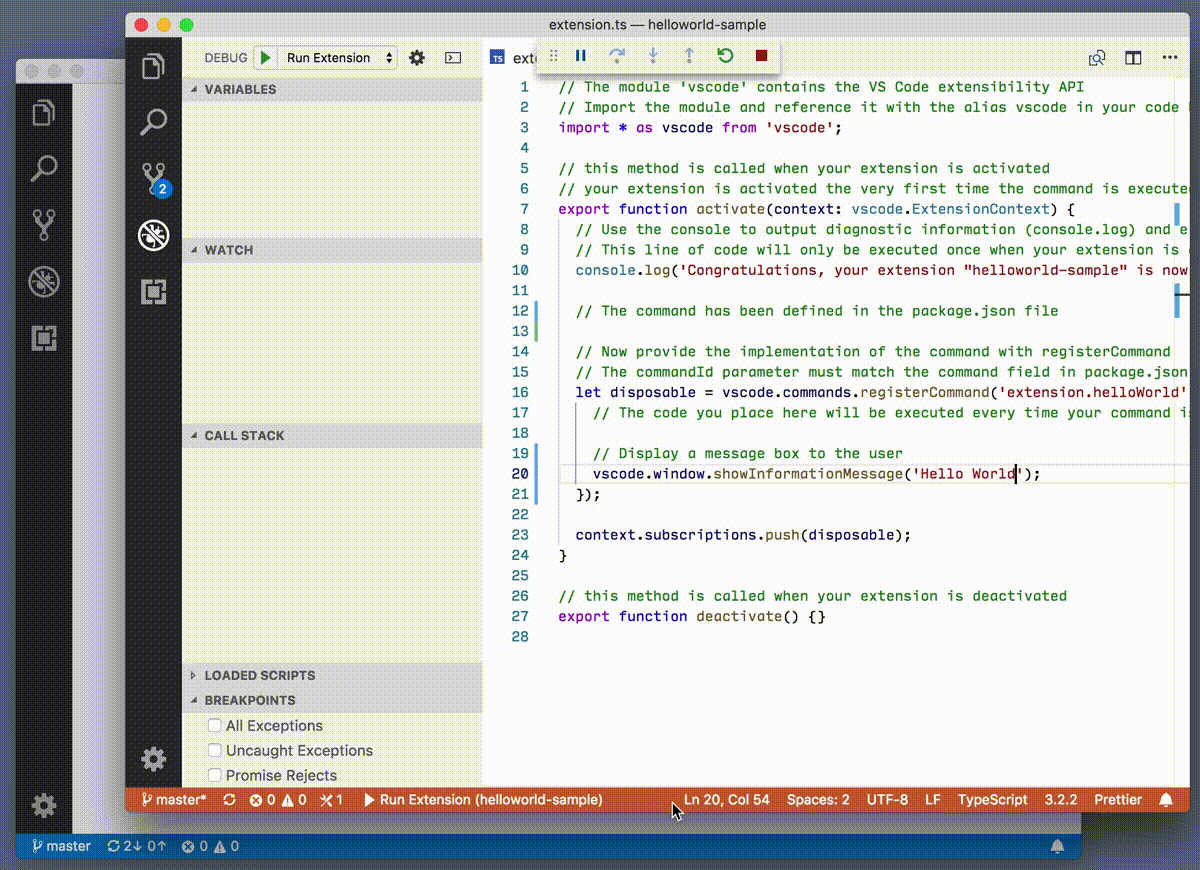 extension.ts — helloworld-sample
DEBUG Run Extension
TS
VARIABLES
WATCH
CALL STACK
LOADED SCRIPTS
BREAKPOINTS
All Exceptions
Uncaught Exceptions
Promise Rejects
2
1 // The module 'vscode' contains the VS Code extensibility API
2 // Import the module and reference it with the alias vscode in your code
3 import * as vscode from 'vscode';
4
5 // this method is called when your extension is activated
6 // your extension is activated the very first time the command is execute
7 export function activate(context: vscode.ExtensionContext) {
8 // Use the console to output diagnostic information (console.log) and e
9 // This line of code will only be executed once when your extension is
10 console.log('Congratulations, your extension "helloworld-sample" is now
11
12 // The command has been defined in the package.json file
13
14 // Now provide the implementation of the command with registerCommand
15 // The commandId parameter must match the command field in package.json
16 let disposable = vscode.commands.registerCommand('extension.helloWorld'
17 // The code you place here will be executed every time your command i
18
19 // Display a message box to the user
20 vscode.window.showInformationMessage('Hello World');
21 });
22
23 context.subscriptions.push(disposable);
24 }
25
26 // this method is called when your extension is deactivated
27 export function deactivate() {}
28
master* 0 0 1 Run Extension (helloworld-sample) Ln 20, Col 54 Spaces: 2 UTF-8 LF TypeScript 3.2.2 Prettier
master 2↓ 0↑ 0 0